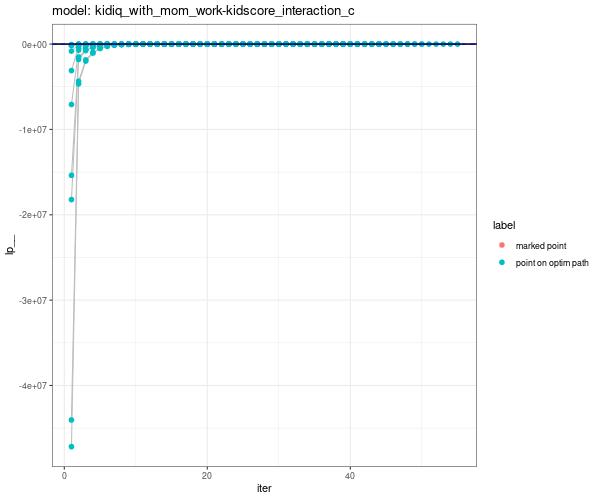 model: kidiq_with_mom_work-kidscore_interaction_c
0e+00
-1e+07
-2e+07
-3e+07
-4e+07
lp__
0
20
40
iter
label
marked point
point on optim path